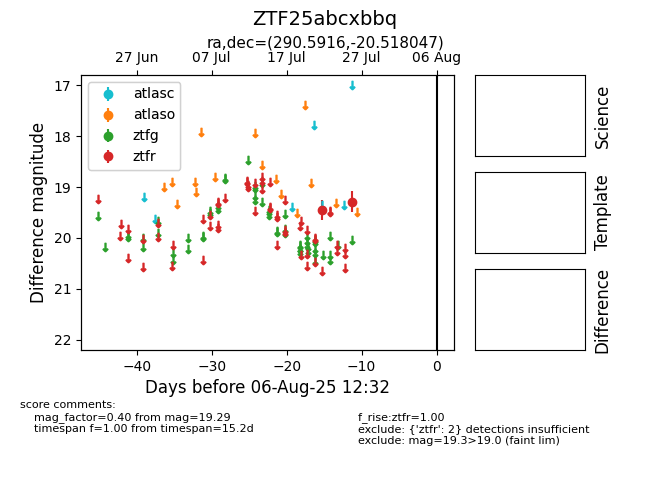 ZTF25abcxbbq
ra,dec=(290.5916,-20.518047)
27 Jun 07 Jul 17 Jul 27 Jul 06 Aug
atlasc
atlaso
ztfg
ztfr
Difference magnitude
17
18
19
20
21
22
−40 −30 −20 −10 0
Days before 06-Aug-25 12:32
Science
Template
Difference
score comments:
mag_factor=0.40 from mag=19.29
timespan f=1.00 from timespan=15.2d
f_rise:ztfr=1.00
exclude: {'ztfr': 2} detections insufficient
exclude: mag=19.3>19.0 (faint lim)